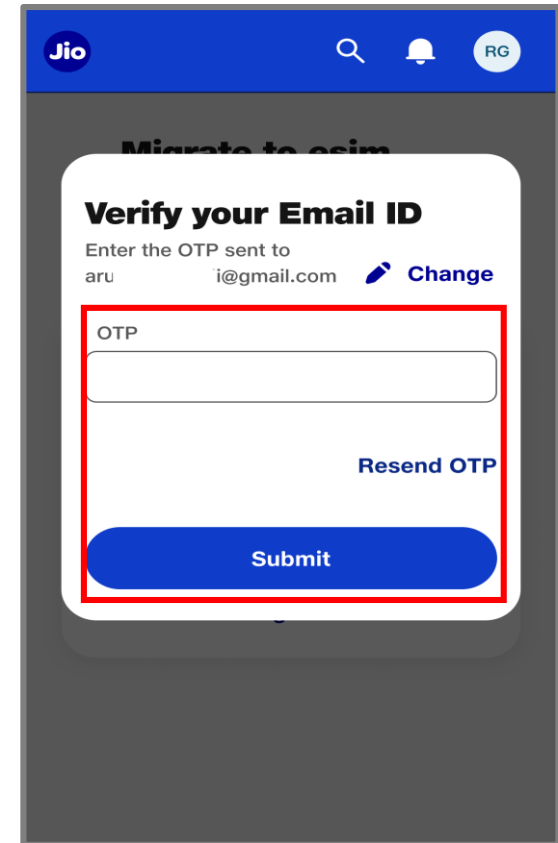 Jio
RG
Migrate to esim
Verify your Email ID
Enter the OTP sent to
aru i@gmail.com Change
OTP
Resend OTP
Submit